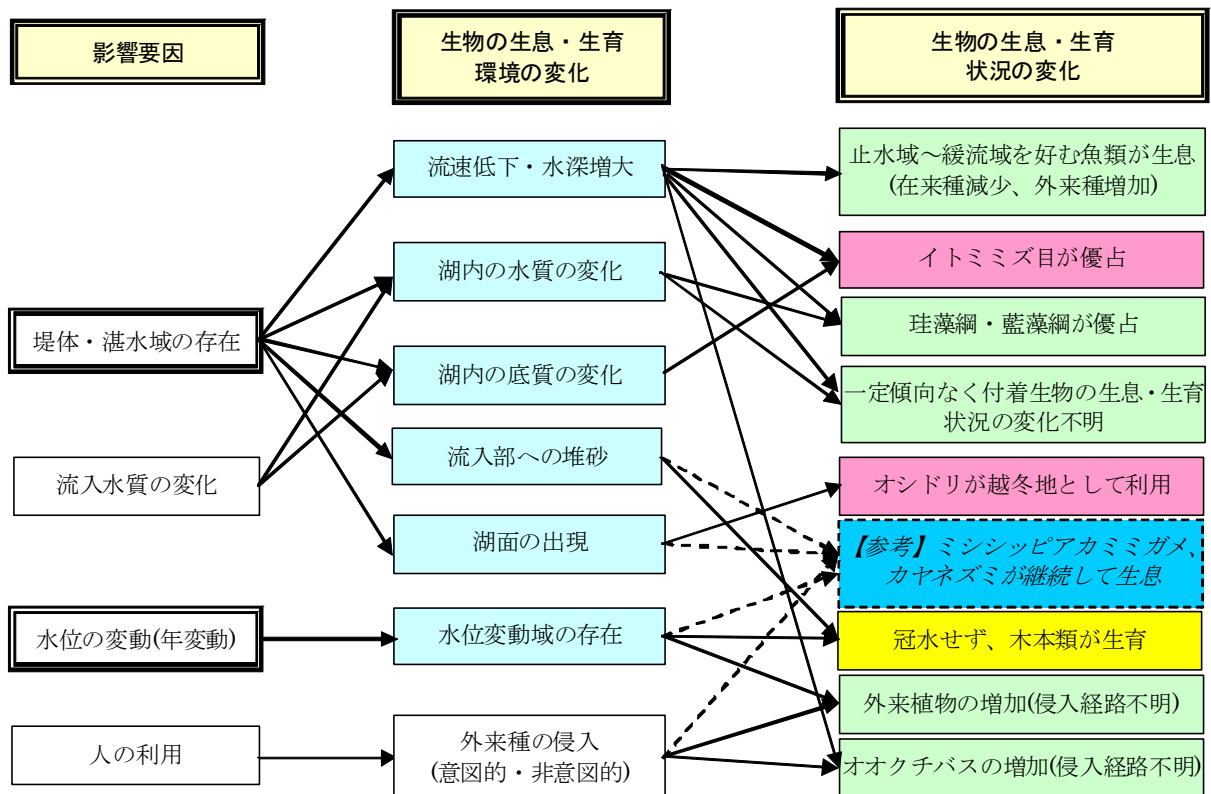 影響要因
生物の生息・生育
環境の変化
生物の生息・生育
状況の変化
堤体・湛水域の存在
流入水質の変化
水位の変動(年変動)
人の利用
流速低下・水深増大
湖内の水質の変化
湖内の底質の変化
流入部への堆砂
湖面の出現
水位変動域の存在
外来種の侵入
(意図的・非意図的)
止水域～緩流域を好む魚類が生息
(在来種減少、外来種増加)
イトミミズ目が優占
珪藻綱・藍藻綱が優占
一定傾向なく付着生物の生息・生育
状況の変化不明
オシドリが越冬地として利用
【参考】ミシシッピアカミミガメ、
カヤネズミが継続して生息
冠水せず、木本類が生育
外来植物の増加(侵入経路不明)
オオクチバスの増加(侵入経路不明)